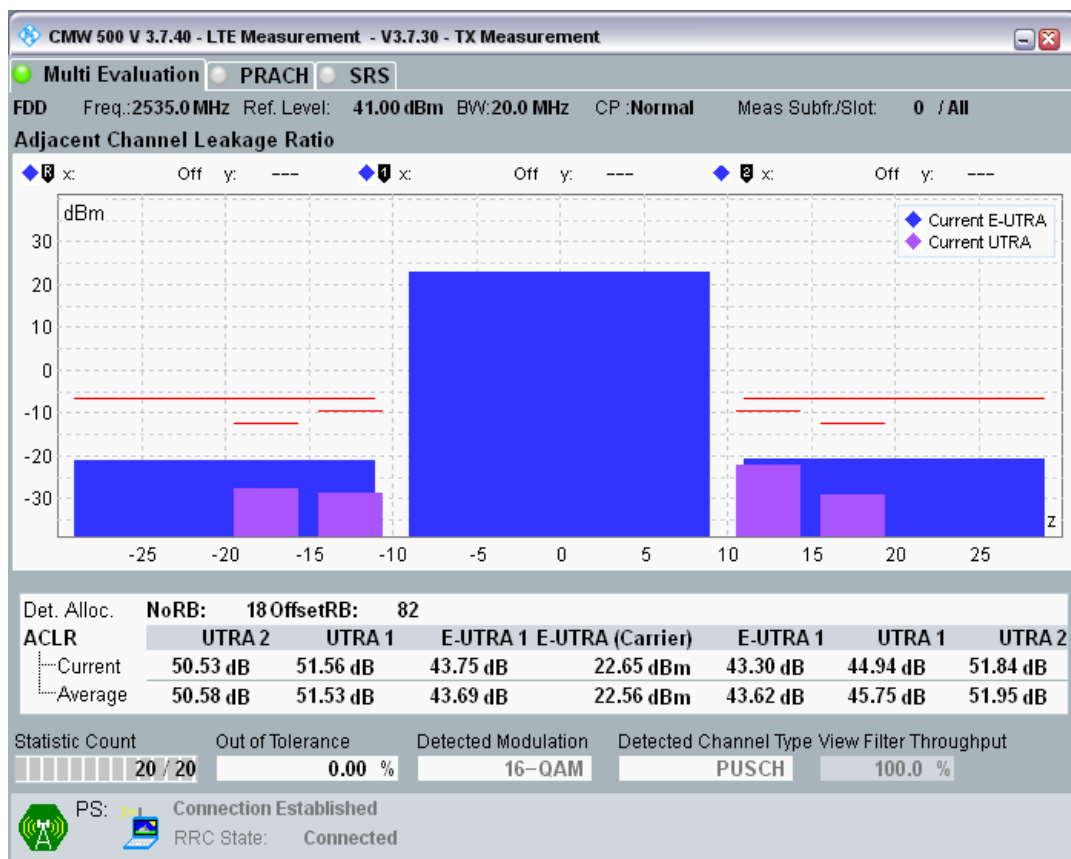 CMW 500 V 3.7.40 - LTE Measurement - V3.7.30 - TX Measurement
Multi Evaluation PRACH SRS
FDD Freq.:2535.0 MHz Ref. Level: 41.00 dBm BW:20.0 MHz CP :Normal Meas Subfr./Slot: 0 / All
Adjacent Channel Leakage Ratio
R x: Off y: --- 1 x: Off y: --- 2 x: Off y: ---
dBm
Current E-UTRA
Current UTRA
30
20
10
0
-10
-20
-30
z
-25 -20 -15 -10 -5 0 5 10 15 20 25
Det. Alloc. NoRB: 18 OffsetRB: 82
ACLR UTRA 2 UTRA 1 E-UTRA 1 E-UTRA (Carrier) E-UTRA 1 UTRA 1 UTRA 2
Current 50.53 dB 51.56 dB 43.75 dB 22.65 dBm 43.30 dB 44.94 dB 51.84 dB
Average 50.58 dB 51.53 dB 43.69 dB 22.56 dBm 43.62 dB 45.75 dB 51.95 dB
Statistic Count Out of Tolerance Detected Modulation Detected Channel Type View Filter Throughput
20 / 20 0.00 % 16-QAM PUSCH 100.0 %
PS: Connection Established
RRC State: Connected